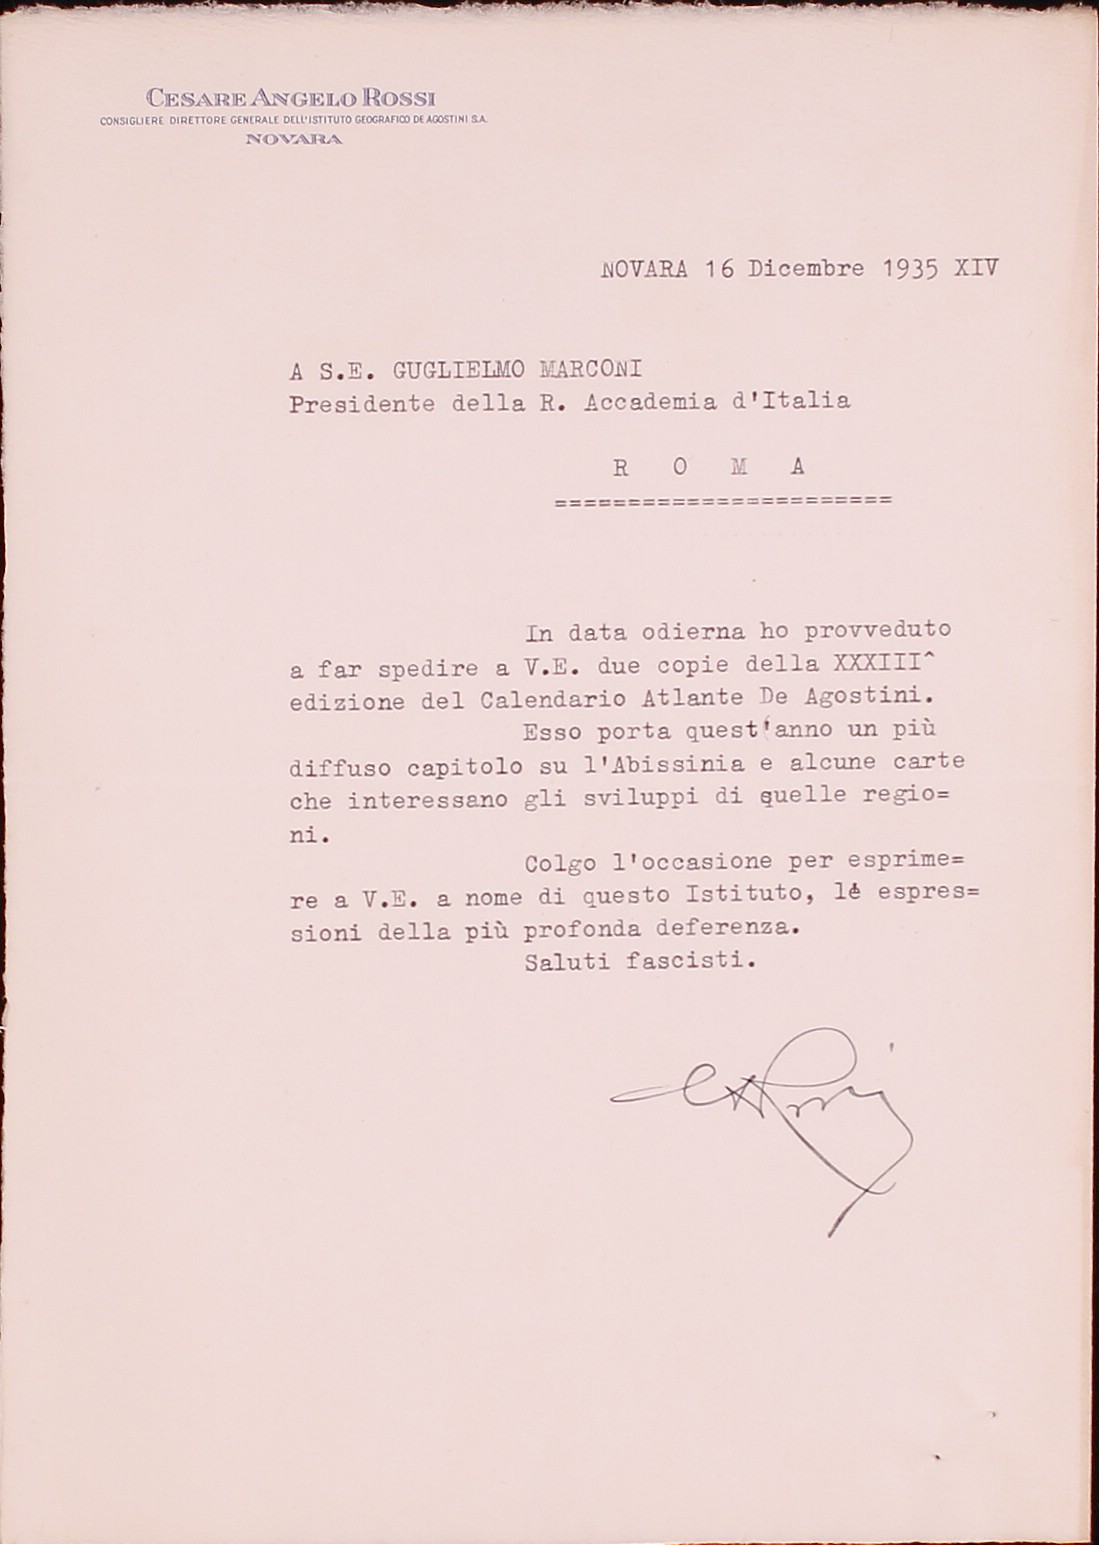 CESARE ANGELO ROSSI
CONSIGLIERE DIRETTORE GENERALE DELL'ISTITUTO GEOGRAFICO DE AGOSTINI S.A.
NOVARA
NOVARA 16 Dicembre 1935 XIV
A S.E. GUGLIELMO MARCONI
Presidente della R. Accademia d'Italia
R O M A
=======================
In data odierna ho provveduto
a far spedire a V.E. due copie della XXXIII^
edizione del Calendario Atlante De Agostini.
Esso porta quest'anno un più
diffuso capitolo su l'Abissinia e alcune carte
che interessano gli sviluppi di quelle regio=
ni.
Colgo l'occasione per esprime=
re a V.E. a nome di questo Istituto, le espres=
sioni della più profonda deferenza.
Saluti fascisti.
CARossi